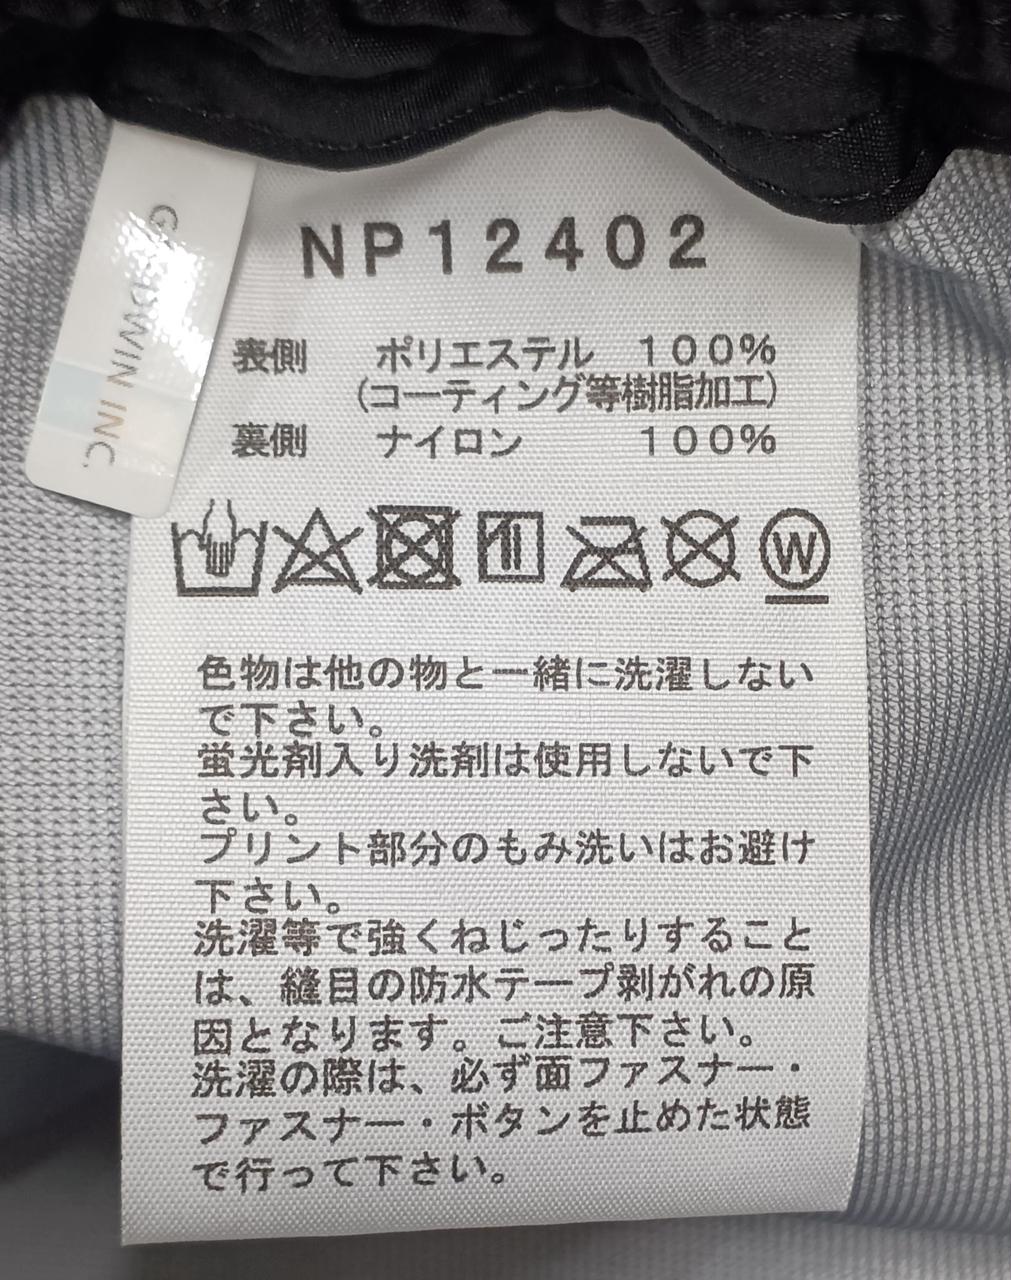 NP12402
表側 ポリエステル 100%
(コーティング等樹脂加工)
裏側 ナイロン 100%
W
色物は他の物と一緒に洗濯しない
で下さい。
蛍光剤入り洗剤は使用しないで下
さい。
プリント部分のもみ洗いはお避け
下さい。
洗濯等で強くねじったりすること
は、縫目の防水テープ剥がれの原
因となります。ご注意下さい。
洗濯の際は、必ず面ファスナー・
ファスナー・ボタンを止めた状態
で行って下さい。
INC.